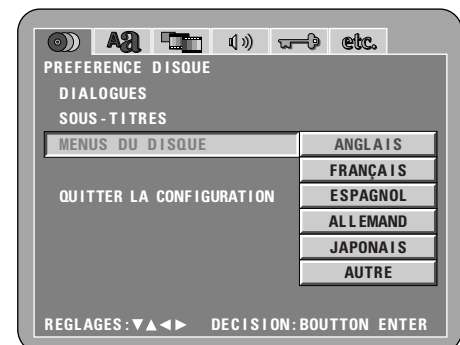 Aa etc.
PREFERENCE DISQUE
DIALOGUES
SOUS-TITRES
MENUS DU DISQUE ANGLAIS
FRANÇAIS
QUITTER LA CONFIGURATION ESPAGNOL
ALLEMAND
JAPONAIS
AUTRE
REGLAGES:▼▲◄► DECISION:BOUTTON ENTER